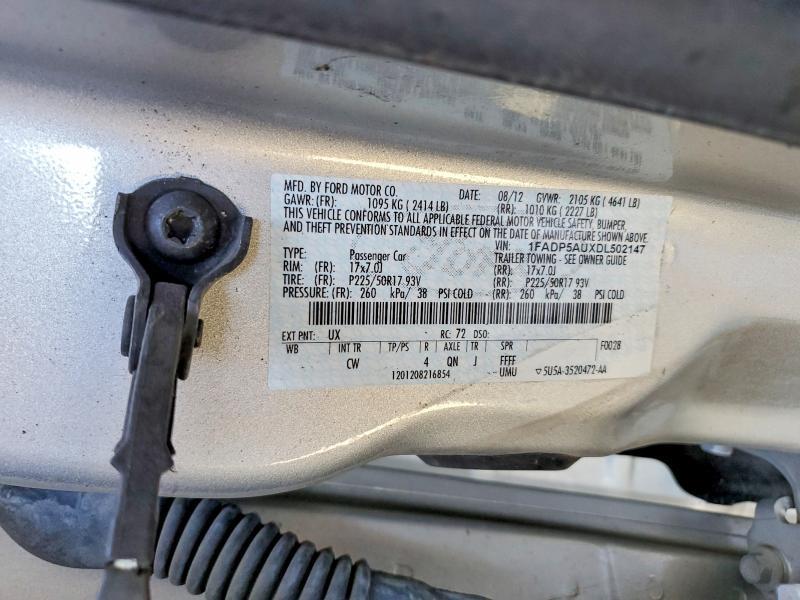 MFD. BY FORD MOTOR CO. DATE: 08/12 GVWR: 2105 KG ( 4641 LB)
GAWR: (FR): 1095 KG ( 2414 LB) (RR): 1010 KG ( 2227 LB)
THIS VEHICLE CONFORMS TO ALL APPLICABLE FEDERAL MOTOR VEHICLE SAFETY, BUMPER,
AND THEFT PREVENTION STANDARDS IN EFFECT ON THE DATE OF MANUFACTURE SHOWN ABOVE.
VIN: 1FADP5AUXDL502147
TYPE: Passenger Car TRAILER TOWING - SEE OWNER GUIDE
RIM: (FR): 17x7.0J (RR): 17x7.0J
TIRE: (FR): P225/50R17 93V (RR): P225/50R17 93V
PRESSURE: (FR): 260 kPa/ 38 PSI COLD (RR): 260 kPa/ 38 PSI COLD
EXT PNT: UX RC: 72 DSO:
WB INT TR TP/PS R AXLE TR SPR F0028
CW 4 QN J FFFF
1201208216854 UMU ▽5U5A-3520472-AA